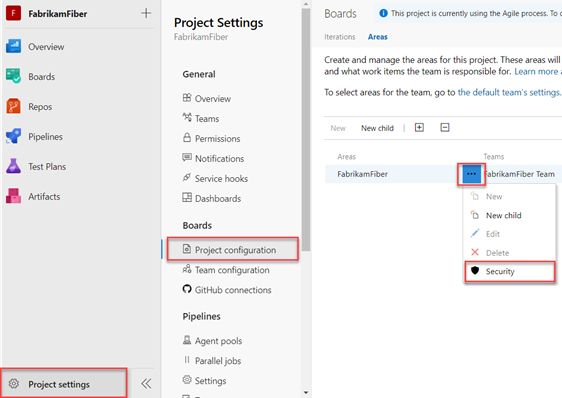 F FabrikamFiber
Overview
Boards
Repos
Pipelines
Test Plans
Artifacts
Project settings
Project Settings
FabrikamFiber
General
Overview
Teams
Permissions
Notifications
Service hooks
Dashboards
Boards
Project configuration
Team configuration
GitHub connections
Pipelines
Agent pools
Parallel jobs
Settings
Boards
This project is currently using the Agile process. To c
Iterations Areas
Create and manage the areas for this project. These areas will
and what work items the team is responsible for. Learn more a
To select areas for the team, go to the default team's settings.
New New child
Areas Teams
FabrikamFiber FabrikamFiber Team
New
New child
Edit
Delete
Security